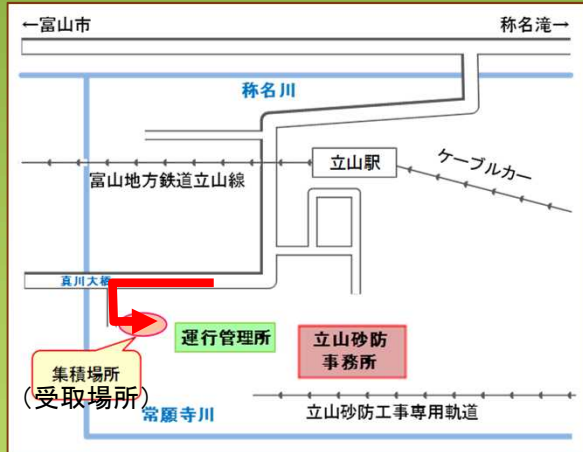 ←富山市
称名滝→
称名川
立山駅
ケーブルカー
富山地方鉄道立山線
真川大橋
運行管理所
立山砂防
事務所
集積場所
（受取場所）
常願寺川
立山砂防工事専用軌道